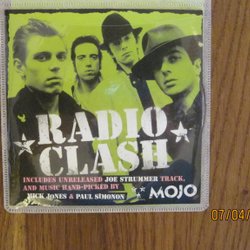 RADIO
CLASH
INCLUDES UNRELEASED JOE STRUMMER TRACK,
AND MUSIC HAND-PICKED BY
MICK JONES & PAUL SIMONON
MOJO
07/04/